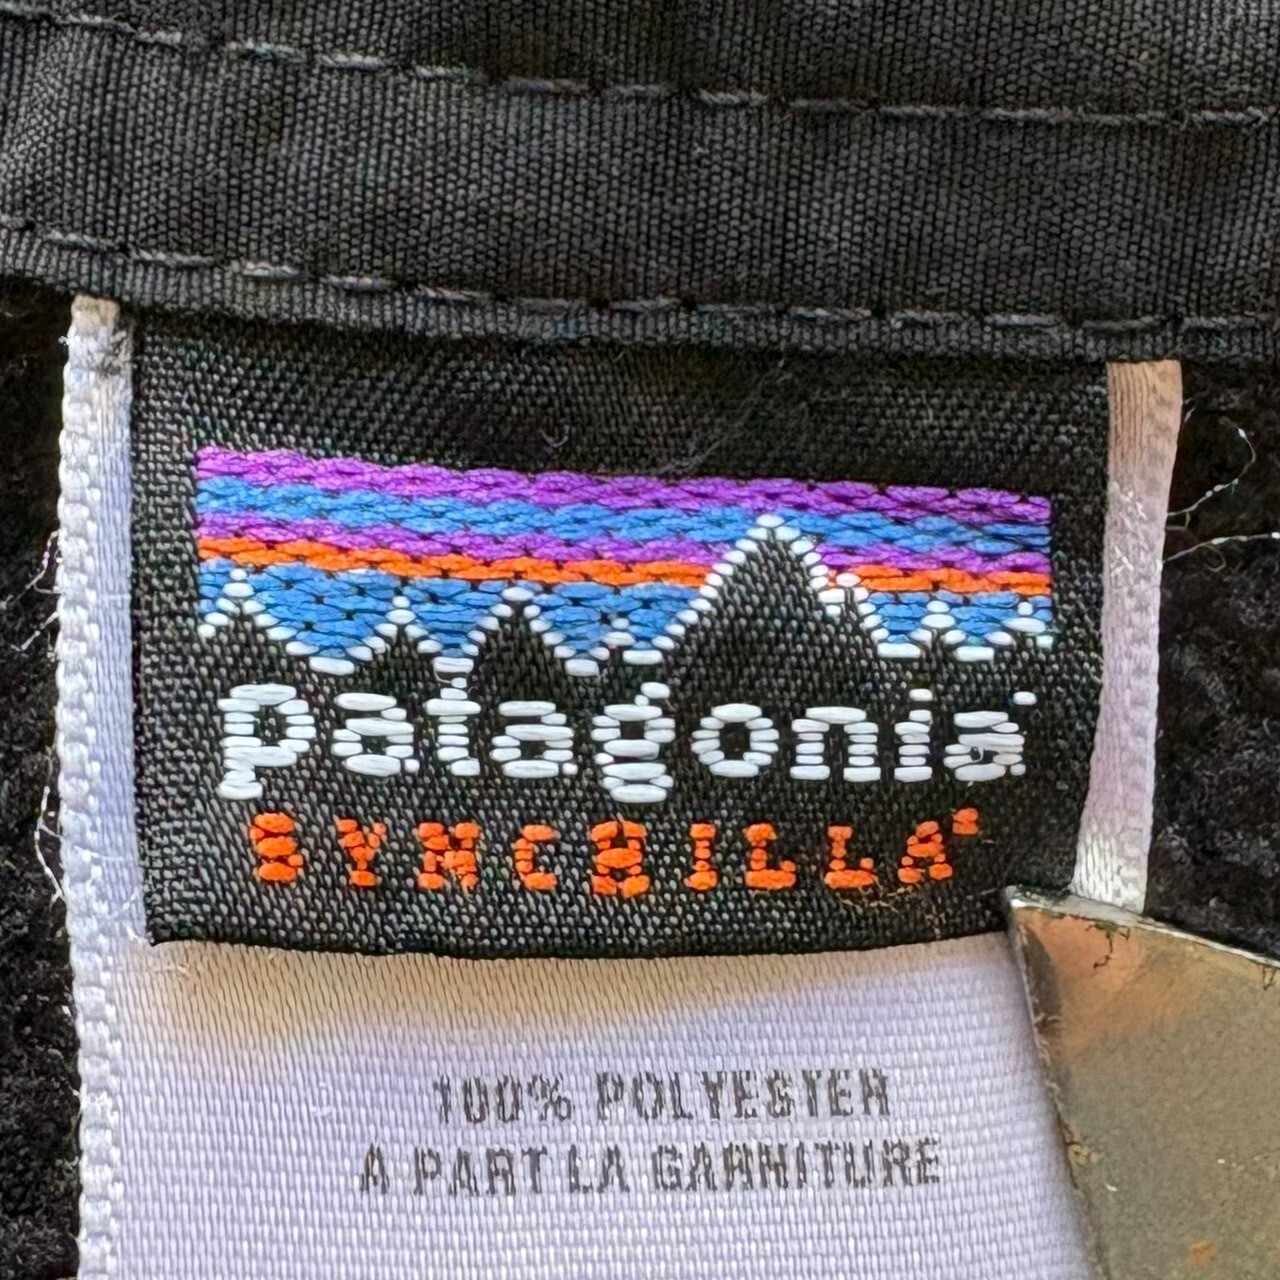 patagonia®
SYNCHILLA®
100% POLYESTER
A PART LA GARNITURE